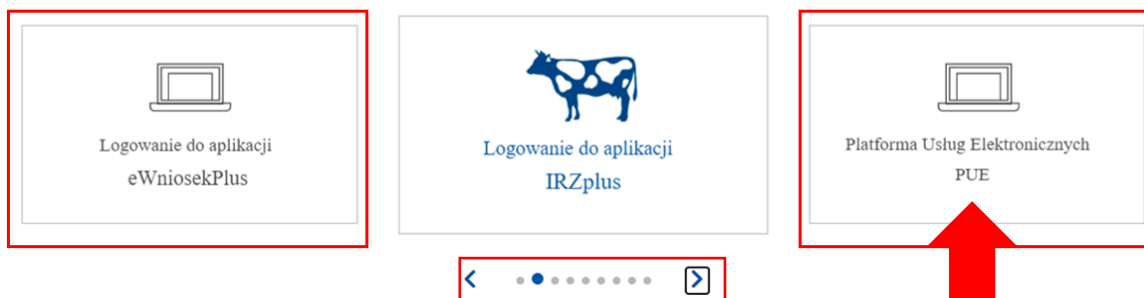 Logowanie do aplikacji
eWniosekPlus
Logowanie do aplikacji
IRZplus
Platforma Usług Elektronicznych
PUE